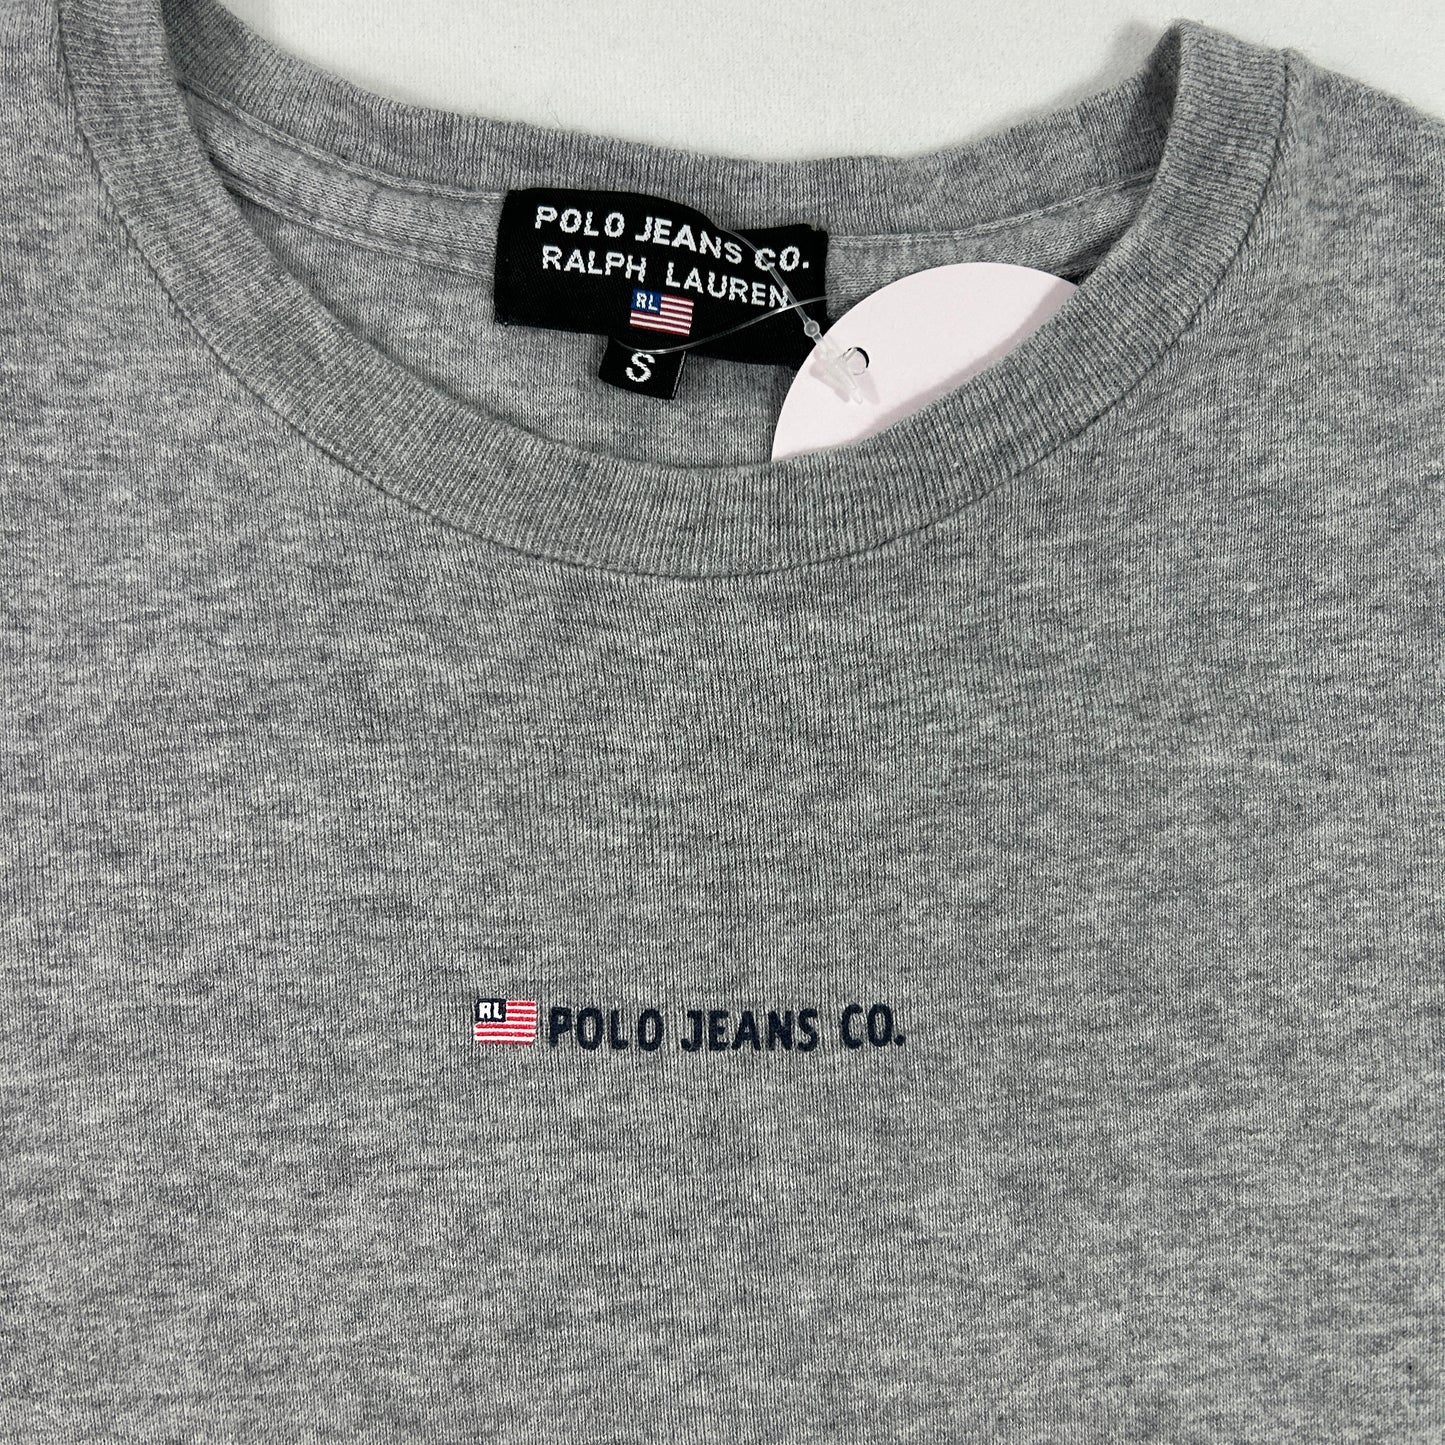 POLO JEANS CO.
RALPH LAUREN
RL
S
RL POLO JEANS CO.